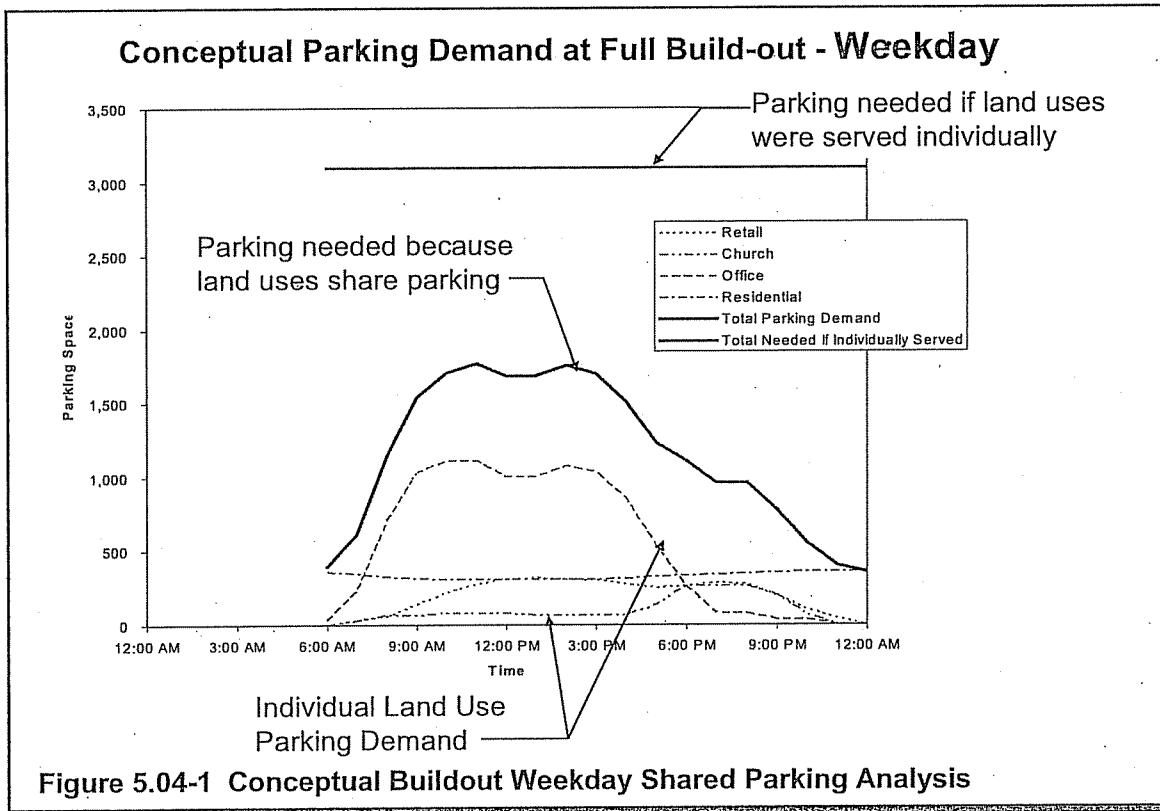 Conceptual Parking Demand at Full Build-out - Weekday
Parking needed if land uses
were served individually
3,500
3,000
2,500
2,000
1,500
1,000
500
0
Parking Space
Parking needed because
land uses share parking
Retail
Church
Office
Residential
Total Parking Demand
Total Needed If Individually Served
12:00 AM 3:00 AM 6:00 AM 9:00 AM 12:00 PM 3:00 PM 6:00 PM 9:00 PM 12:00 AM
Time
Individual Land Use
Parking Demand
Figure 5.04-1 Conceptual Buildout Weekday Shared Parking Analysis